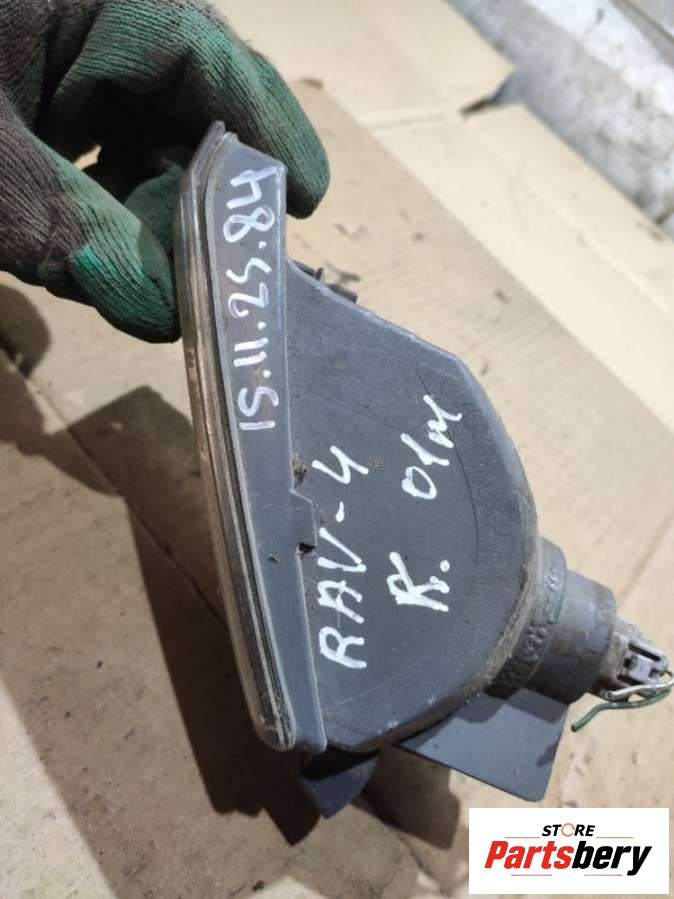 15.11.25.84
RAV-4
R. 01м
STORE
Partsbery